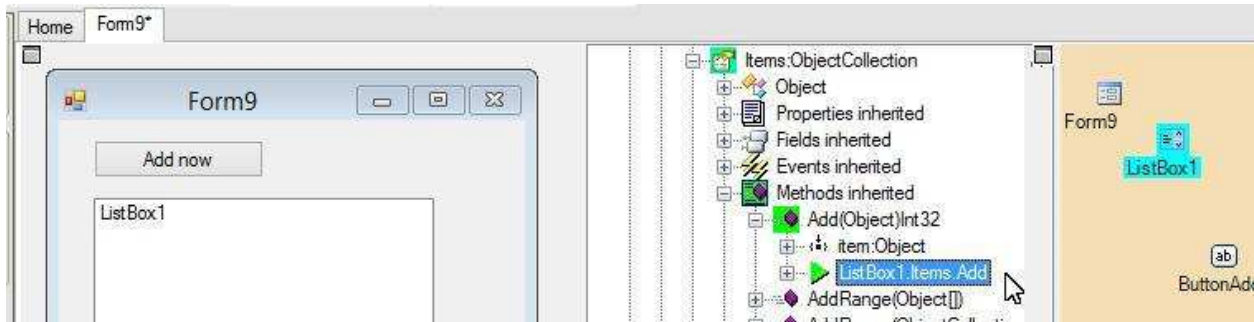 Home
Form9*
Form9
Add now
ListBox1
Items:ObjectCollection
Object
Properties inherited
Fields inherited
Events inherited
Methods inherited
Add(Object)Int32
item:Object
ListBox1.Items.Add
AddRange(Object[])
Form9
ListBox1
ab
ButtonAdd